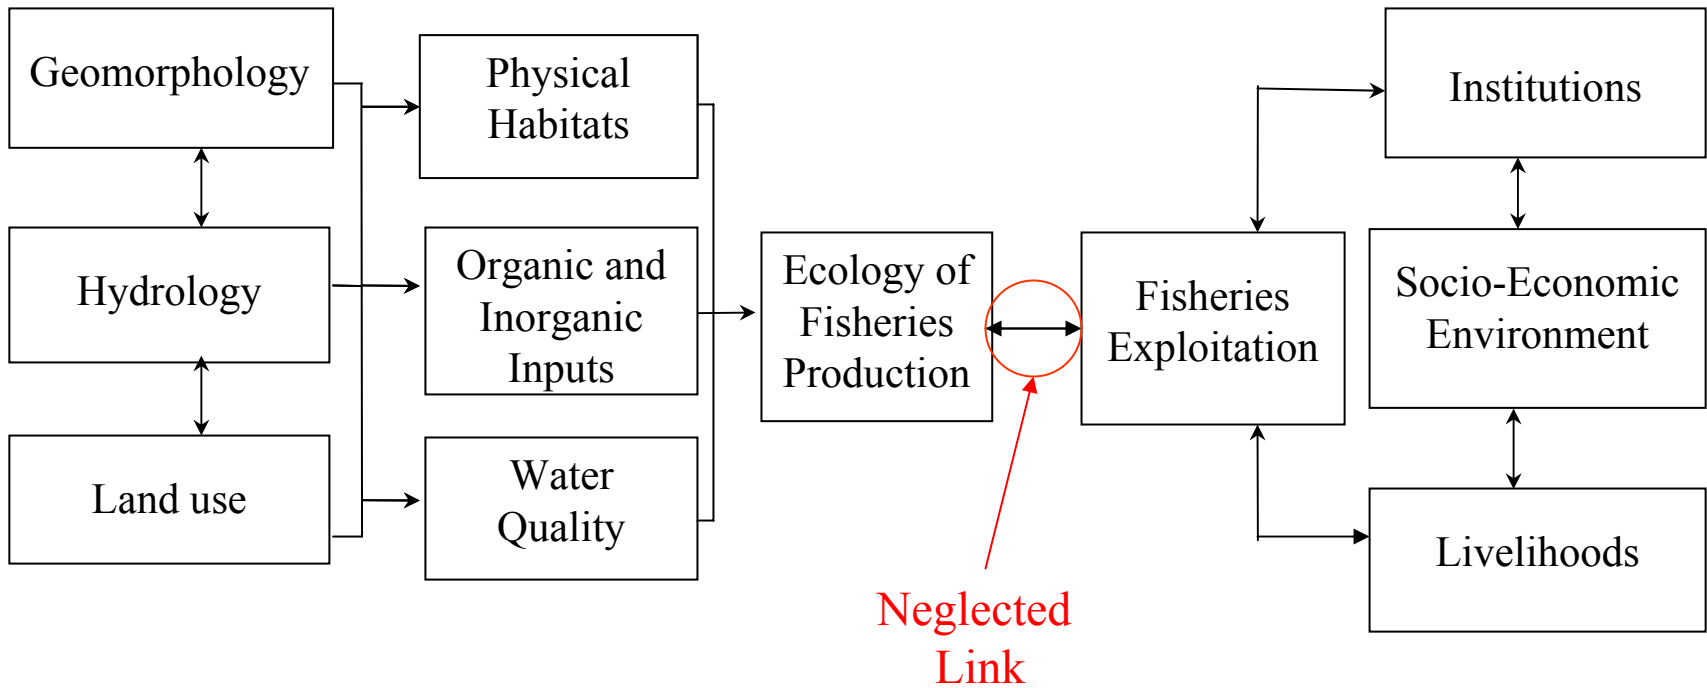 Geomorphology
Hydrology
Land use
Physical
Habitats
Organic and
Inorganic
Inputs
Water
Quality
Ecology of
Fisheries
Production
Neglected
Link
Fisheries
Exploitation
Institutions
Socio-Economic
Environment
Livelihoods